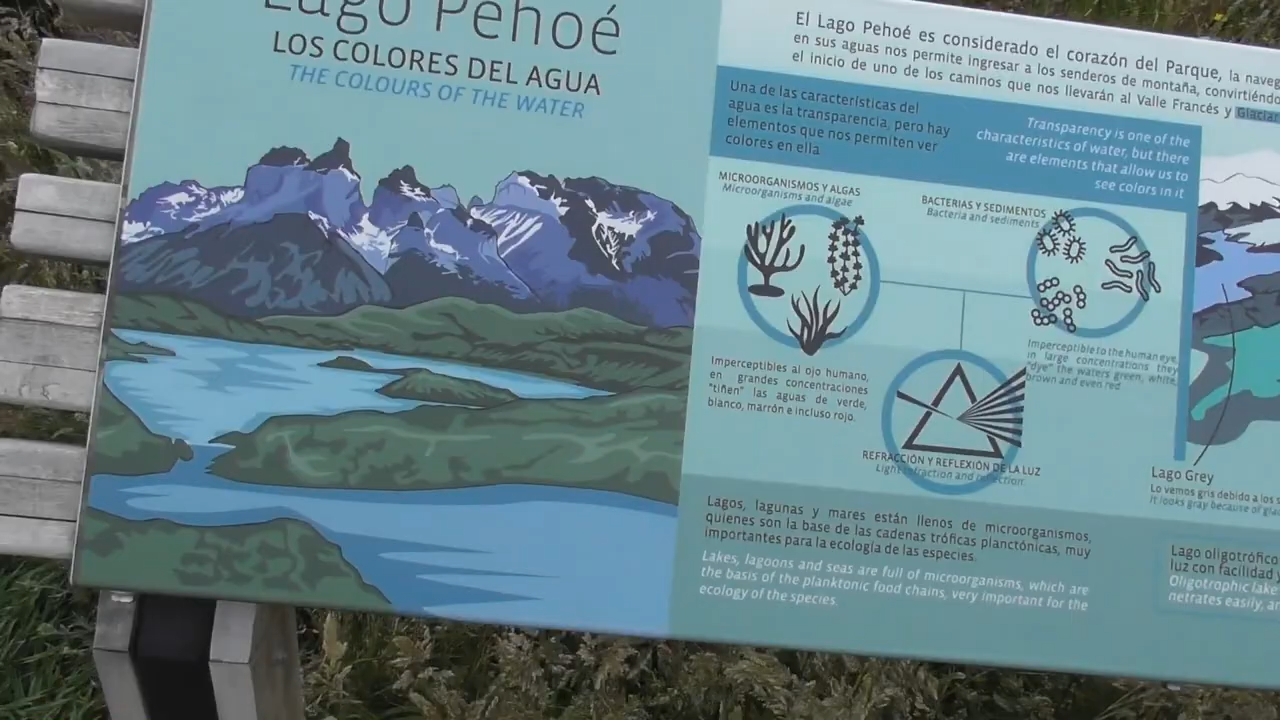 Lago Pehoé
LOS COLORES DEL AGUA
THE COLOURS OF THE WATER
El Lago Pehoé es considerado el corazón del Parque, la naveg
en sus aguas nos permite ingresar a los senderos de montaña, convirtiéndo
el inicio de uno de los caminos que nos llevarán al Valle Francés y Glaciar
Una de las características del
agua es la transparencia, pero hay
elementos que nos permiten ver
colores en ella
Transparency is one of the
characteristics of water, but there
are elements that allow us to
see colors in it
MICROORGANISMOS Y ALGAS
Microorganisms and algae
BACTERIAS Y SEDIMENTOS
Bacteria and sediments
Imperceptibles al ojo humano,
en grandes concentraciones
"tiñen" las aguas de verde,
blanco, marrón e incluso rojo.
Imperceptible to the human eye,
in large concentrations they
"dye" the waters green, white,
brown and even red
REFRACCIÓN Y REFLEXIÓN DE LA LUZ
Light refraction and reflection
Lagos, lagunas y mares están llenos de microorganismos,
quienes son la base de las cadenas tróficas planctónicas, muy
importantes para la ecología de las especies.
Lakes, lagoons and seas are full of microorganisms, which are
the basis of the planktonic food chains, very important for the
ecology of the species.
Lago Grey
Lo vemos gris debido a los s
It looks gray because of glac
Lago oligotrófico
luz con facilidad y
Oligotrophic lake
netrates easily, an